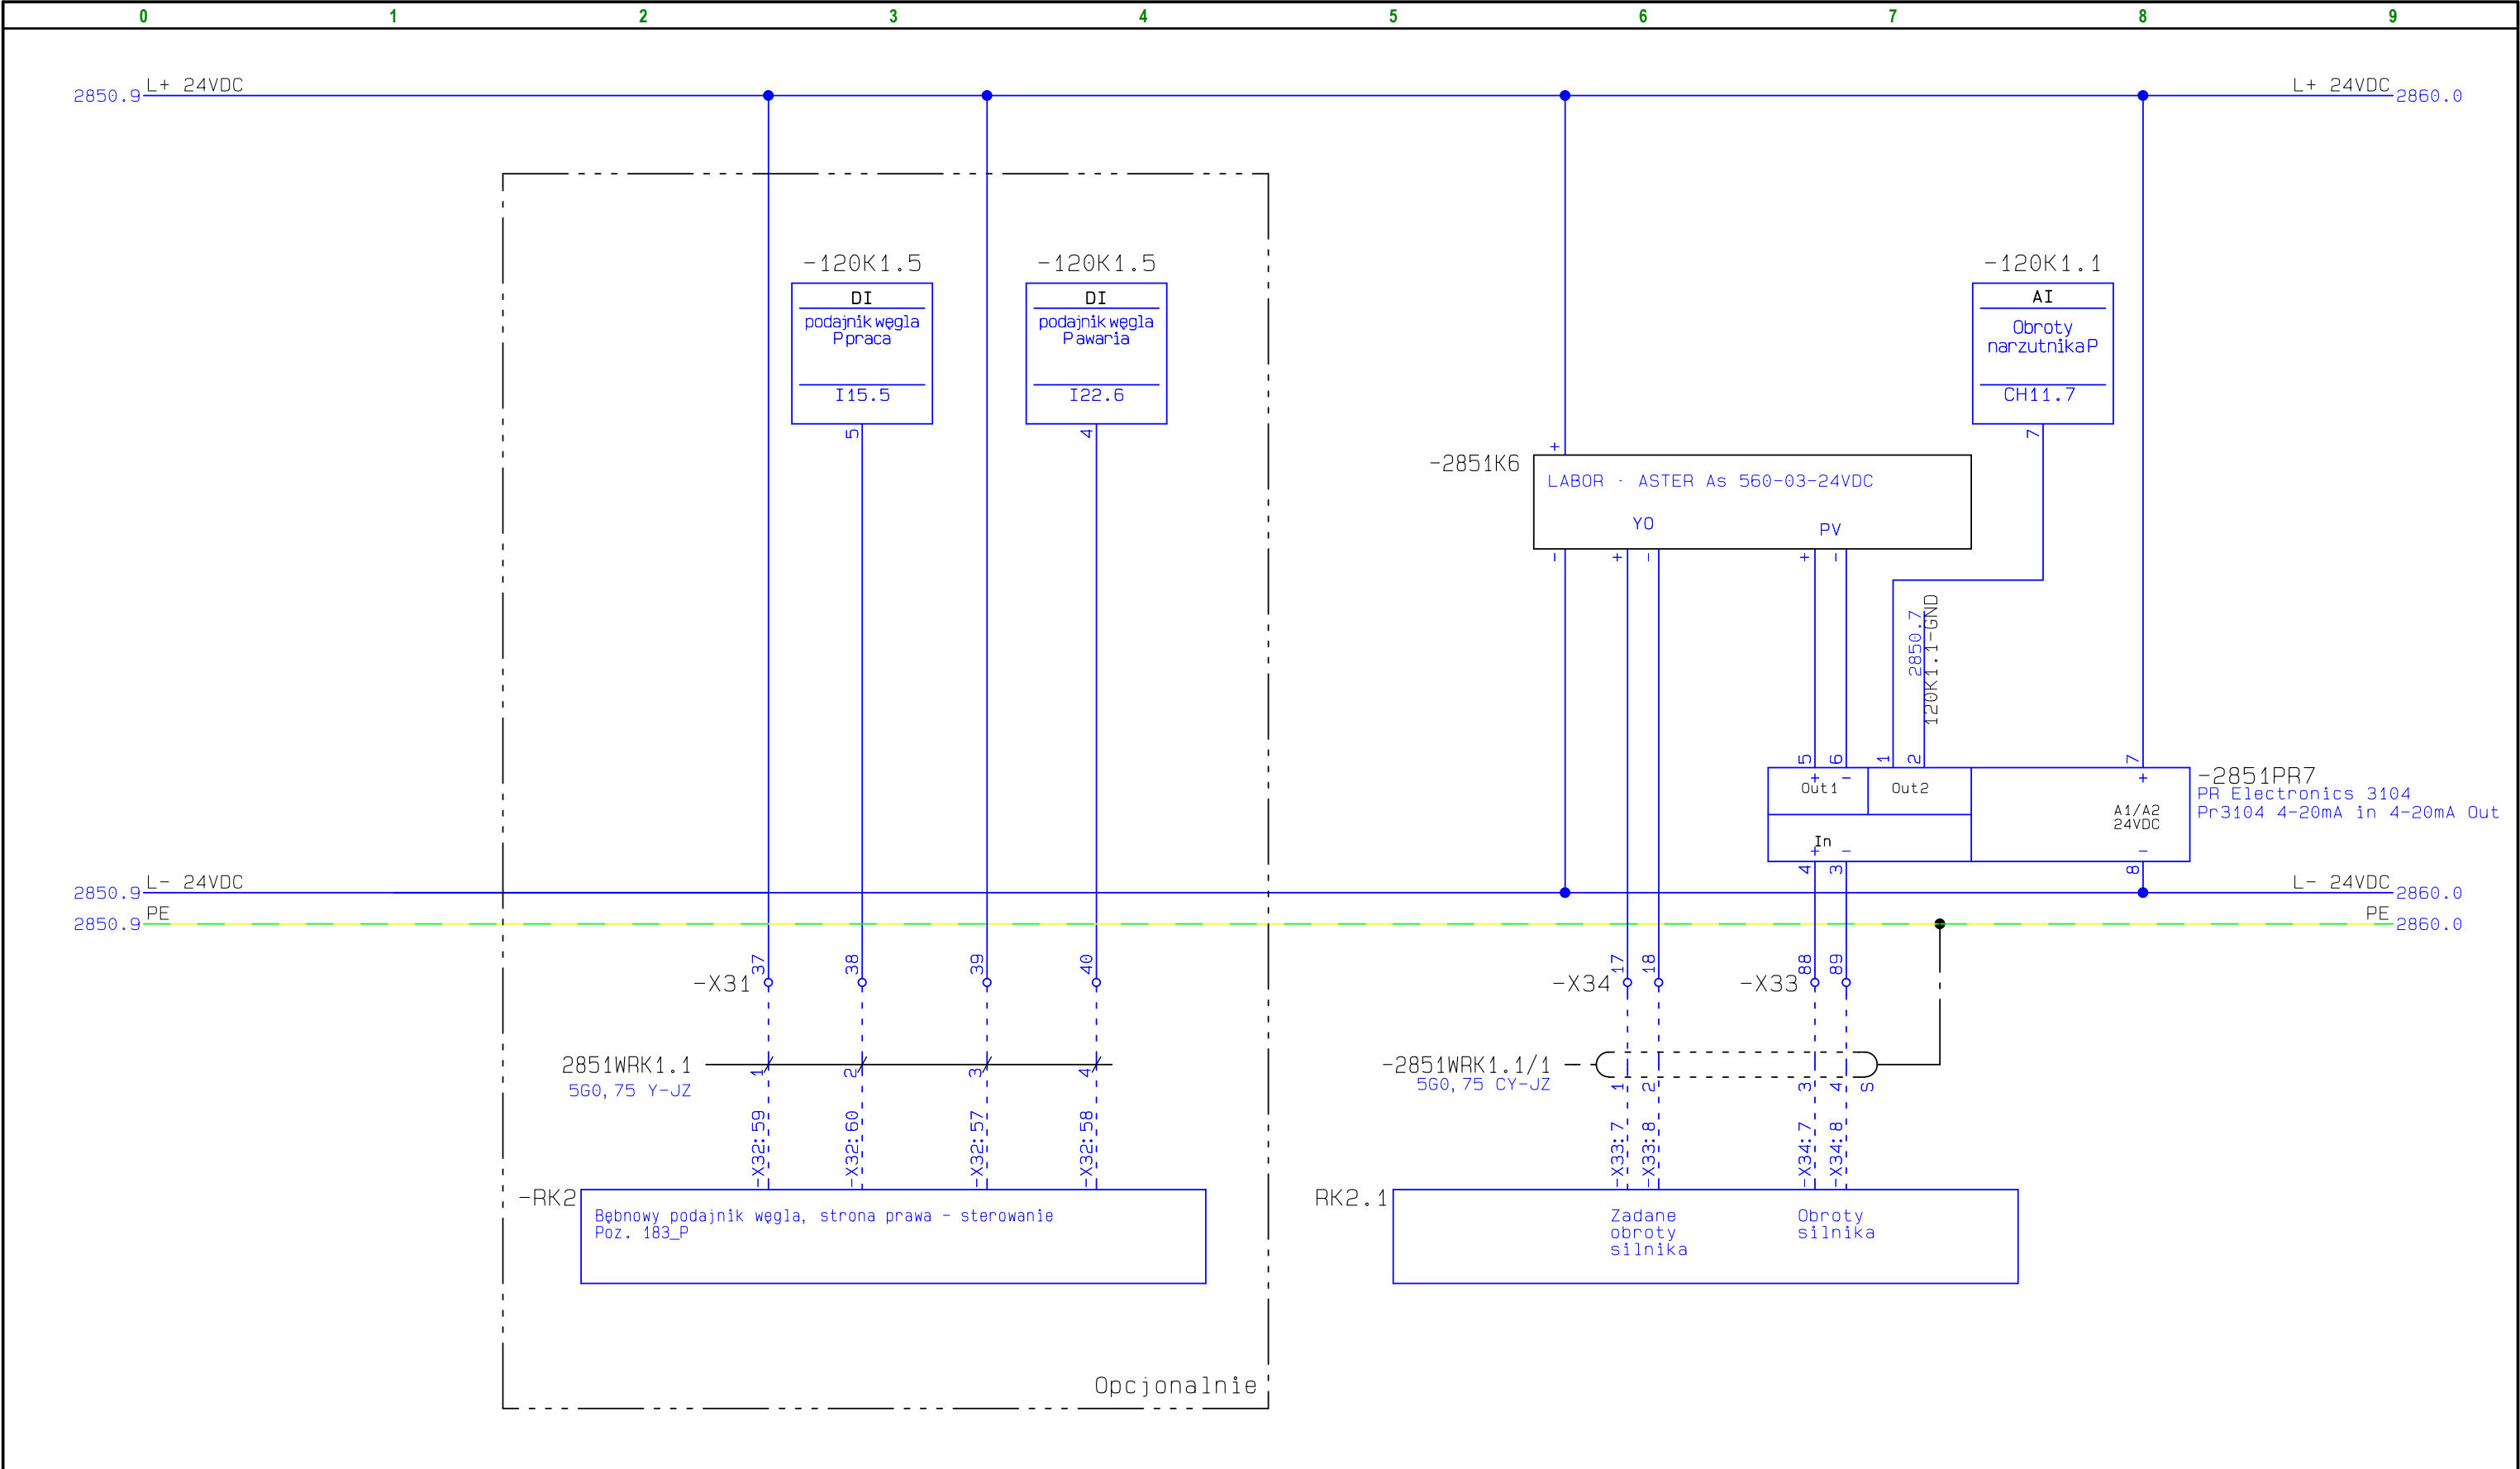 0 1 2 3 4 5 6 7 8 9
L+ 24VDC
2850.9
L+ 24VDC
2860.0
-120K1.5
DI
podajnik węgla
P praca
I15.5
5
-120K1.5
DI
podajnik węgla
P awaria
I22.6
4
-120K1.1
AI
Obroty
narzutnika P
CH11.7
7
-2851K6
+
LABOR - ASTER As 560-03-24VDC
YO
PV
- + - + -
2850.7
120K1.1-GND
5 6 1 2 7
+ - +
Out1
Out2
A1/A2
24VDC
In
+ - -
4 3 8
-2851PR7
PR Electronics 3104
Pr3104 4-20mA in 4-20mA Out
L- 24VDC
2850.9
L- 24VDC
2860.0
PE
2850.9
PE
2860.0
-X31
37 38 39 40
-X34
17 18
-X33
88 89
2851WRK1.1
5G0,75 Y-JZ
1 2 3 4
-2851WRK1.1/1
5G0,75 CY-JZ
1 2 3 4 S
-X32:59
-X32:60
-X32:57
-X32:58
-X33:7
-X33:8
-X34:7
-X34:8
-RK2
Bębnowy podajnik węgla, strona prawa - sterowanie
Poz. 183_P
RK2.1
Zadane
obroty
silnika
Obroty
silnika
Opcjonalnie